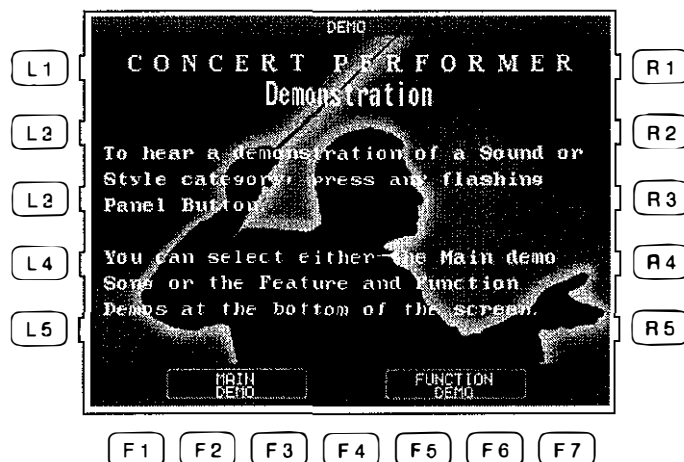 DEMO
CONCERT PERFORMER
Demonstration
To hear a demonstration of a Sound or
Style category, press any flashing
Panel Button.
You can select either the Main demo
Song or the Feature and Function
Demos at the bottom of the screen.
MAIN
DEMO
FUNCTION
DEMO
L1
L2
L2
L4
L5
R1
R2
R3
R4
R5
F1 F2 F3 F4 F5 F6 F7